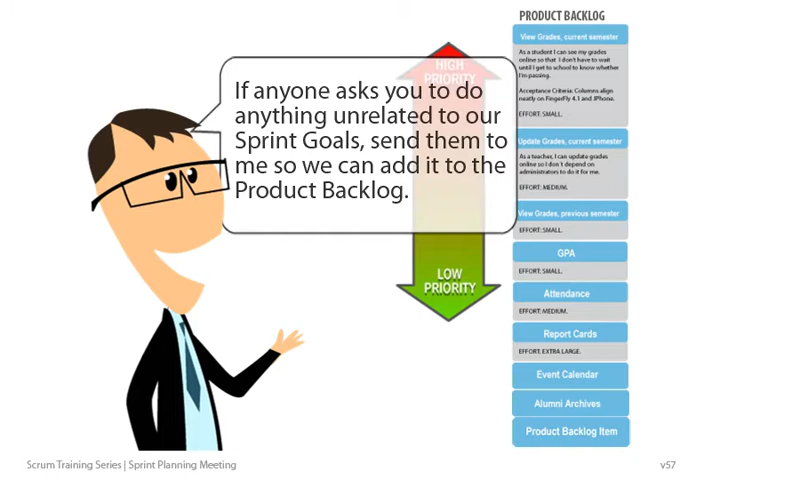 PRODUCT BACKLOG
View Grades, current semester
As a student I can see my grades
online so that I don't have to wait
until I get to school to know whether
I'm passing.
Acceptance Criteria: Columns align
neatly on FingerFly 4.1 and JPhone.
EFFORT: SMALL.
Update Grades, current semester
As a teacher, I can update grades
online so I don't depend on
administrators to do it for me.
EFFORT: MEDIUM.
View Grades, previous semester
EFFORT: SMALL.
GPA
EFFORT: SMALL.
Attendance
EFFORT: MEDIUM.
Report Cards
EFFORT: EXTRA LARGE.
Event Calendar
Alumni Archives
Product Backlog Item
HIGH
PRIORITY
LOW
PRIORITY
If anyone asks you to do
anything unrelated to our
Sprint Goals, send them to
me so we can add it to the
Product Backlog.
Scrum Training Series | Sprint Planning Meeting
v57